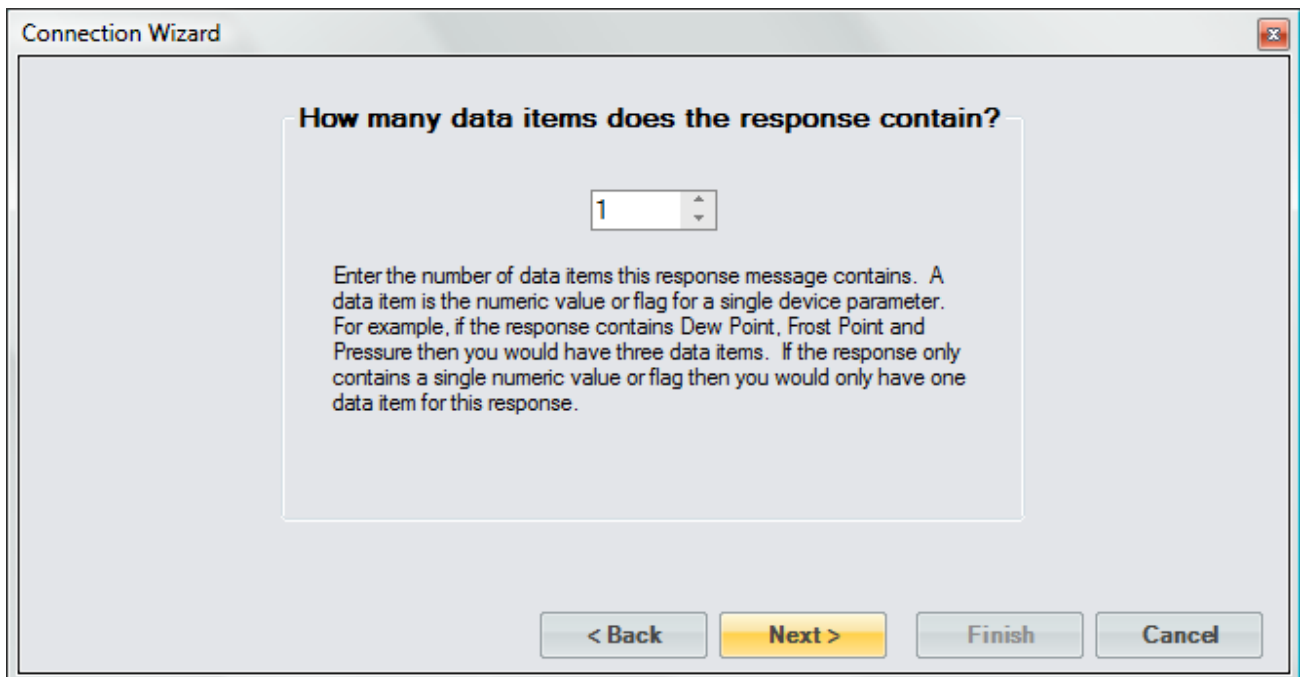 Connection Wizard
How many data items does the response contain?
1
Enter the number of data items this response message contains.  A
data item is the numeric value or flag for a single device parameter.
For example, if the response contains Dew Point, Frost Point and
Pressure then you would have three data items.  If the response only
contains a single numeric value or flag then you would only have one
data item for this response.
< Back
Next >
Finish
Cancel